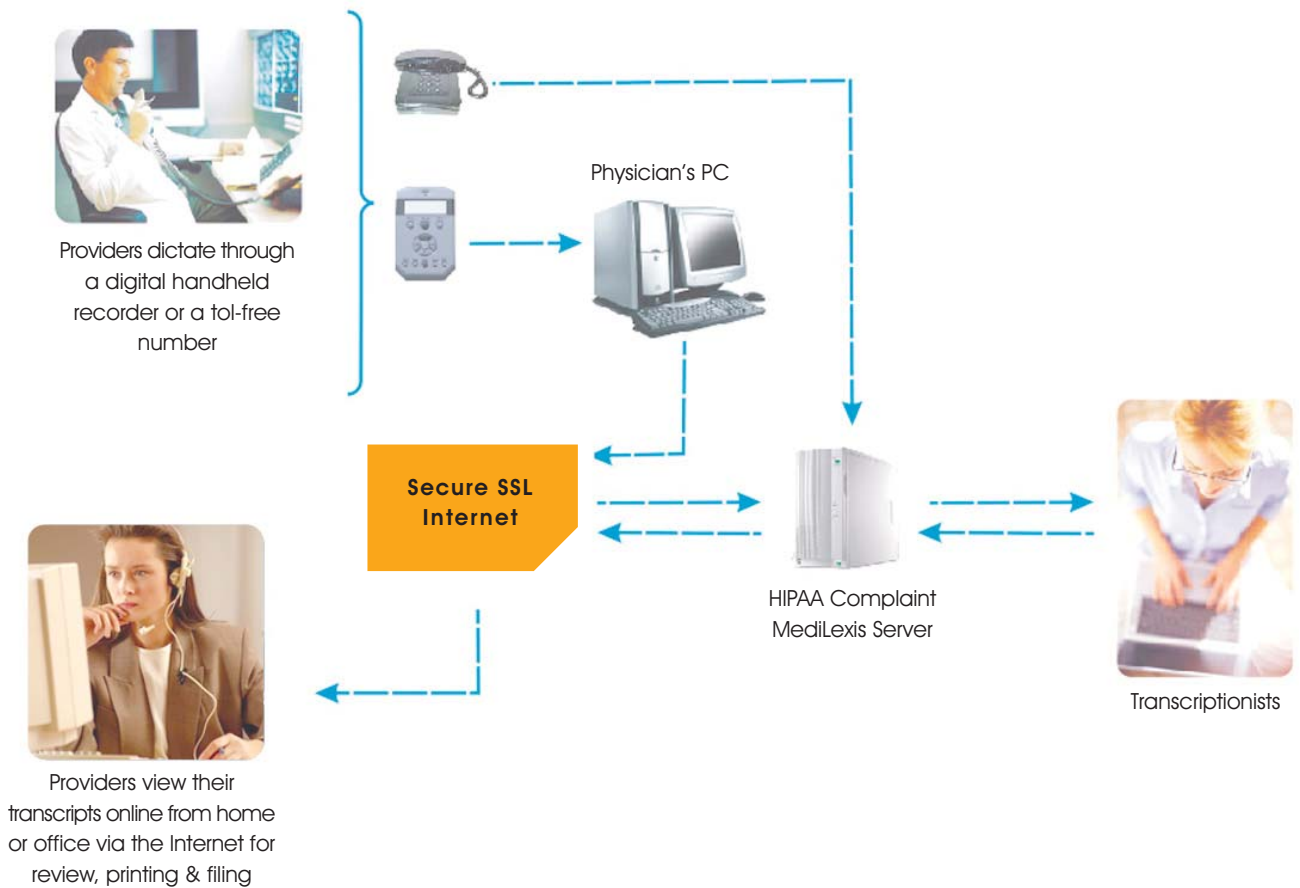 Physician's PC
Providers dictate through
a digital handheld
recorder or a tol-free
number
Secure SSL
Internet
HIPAA Complaint
MediLexis Server
Transcriptionists
Providers view their
transcripts online from home
or office via the Internet for
review, printing & filing